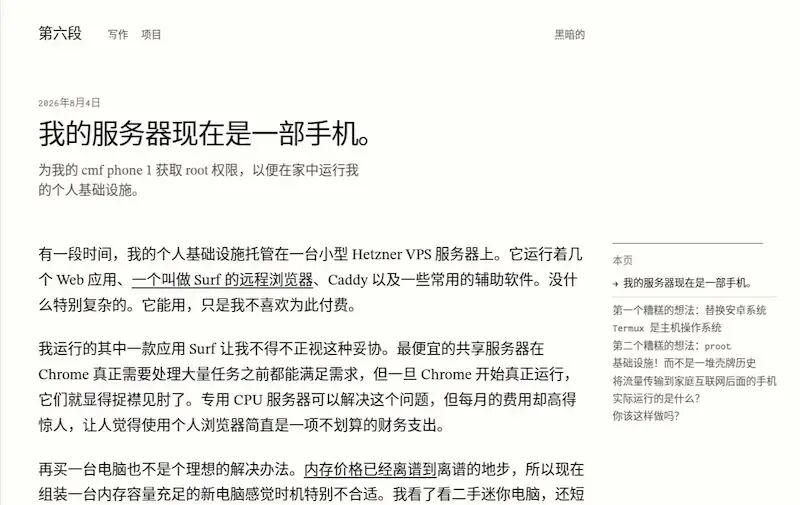 第六段 写作 项目 黑暗的
2026年8月4日
我的服务器现在是一部手机。
为我的 cmf phone 1 获取 root 权限，以便在家中运行我
的个人基础设施。
有一段时间，我的个人基础设施托管在一台小型 Hetzner VPS 服务器上。它运行着几
个 Web 应用、一个叫做 Surf 的远程浏览器、Caddy 以及一些常用的辅助软件。没什
么特别复杂的。它能用，只是我不喜欢为此付费。
我运行的其中一款应用 Surf 让我不得不正视这种妥协。最便宜的共享服务器在
Chrome 真正需要处理大量任务之前都能满足需求，但一旦 Chrome 开始真正运行，
它们就显得捉襟见肘了。专用 CPU 服务器可以解决这个问题，但每月的费用却高得
惊人，让人觉得使用个人浏览器简直是一项不划算的财务支出。
再买一台电脑也不是个理想的解决办法。内存价格已经离谱到离谱的地步，所以现在
组装一台内存容量充足的新电脑感觉时机特别不合适。我看了看二手迷你电脑，还短
本页
→ 我的服务器现在是一部手机。
第一个糟糕的想法：替换安卓系统
Termux 是主机操作系统
第二个糟糕的想法：proot
基础设施！而不是一堆壳牌历史
将流量传输到家庭互联网后面的手机
实际运行的是什么？
你该这样做吗？